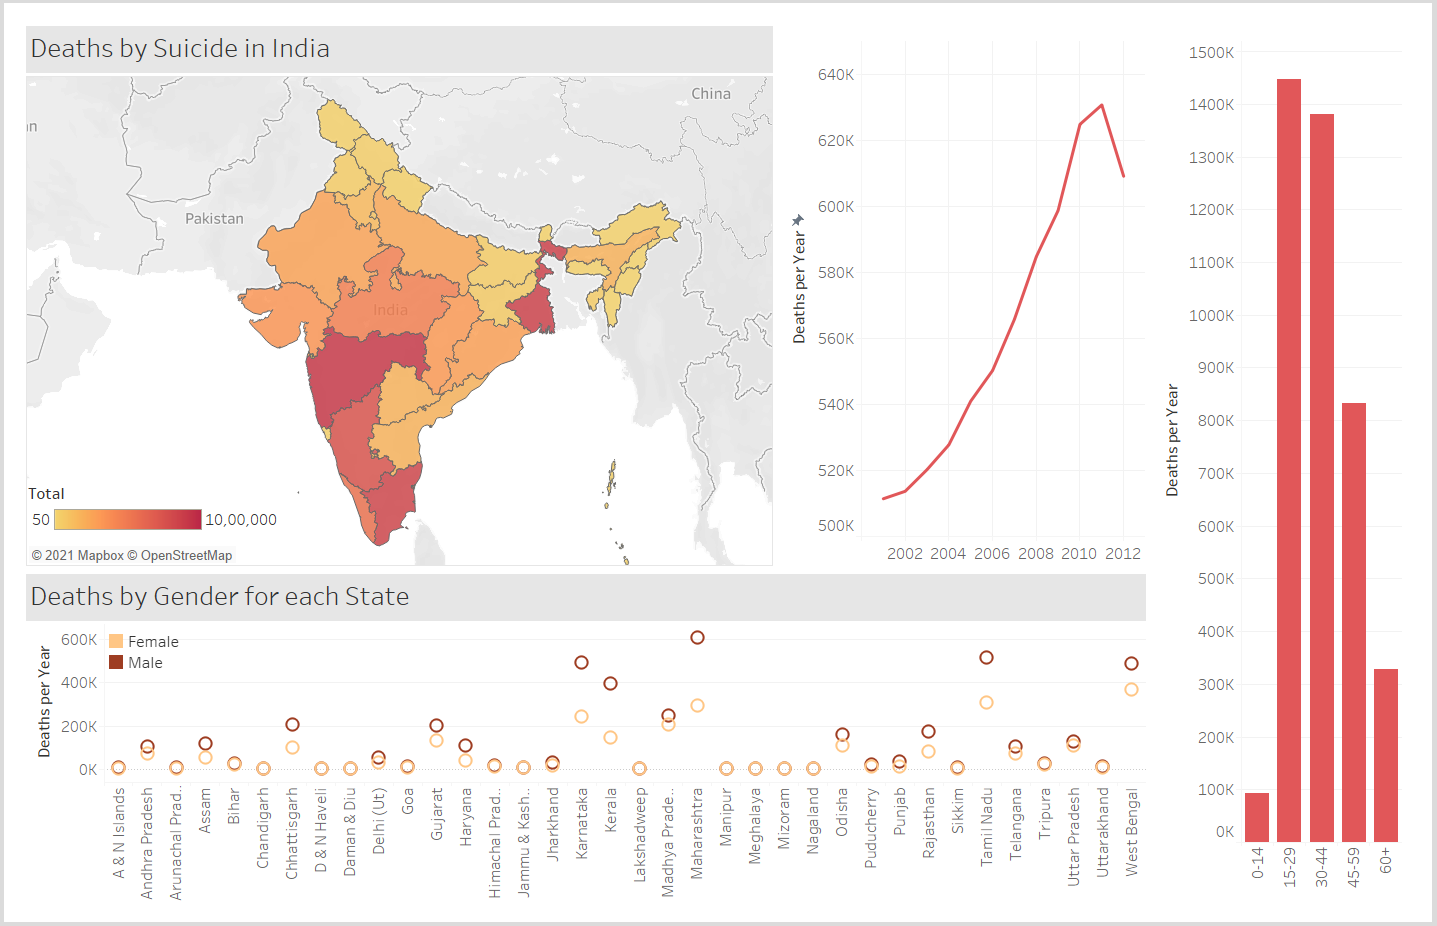 Deaths by Suicide in India
China
Pakistan
India
Total
50 10,00,000
© 2021 Mapbox © OpenStreetMap
Deaths per Year
640K
620K
600K
580K
560K
540K
520K
500K
2002 2004 2006 2008 2010 2012
Deaths per Year
1500K
1400K
1300K
1200K
1100K
1000K
900K
800K
700K
600K
500K
400K
300K
200K
100K
0K
0-14
15-29
30-44
45-59
60+
Deaths by Gender for each State
Female
Male
Deaths per Year
600K
400K
200K
0K
A & N Islands
Andhra Pradesh
Arunachal Prad..
Assam
Bihar
Chandigarh
Chhattisgarh
D & N Haveli
Daman & Diu
Delhi (Ut)
Goa
Gujarat
Haryana
Himachal Prad..
Jammu & Kash..
Jharkhand
Karnataka
Kerala
Lakshadweep
Madhya Prade..
Maharashtra
Manipur
Meghalaya
Mizoram
Nagaland
Odisha
Puducherry
Punjab
Rajasthan
Sikkim
Tamil Nadu
Telangana
Tripura
Uttar Pradesh
Uttarakhand
West Bengal